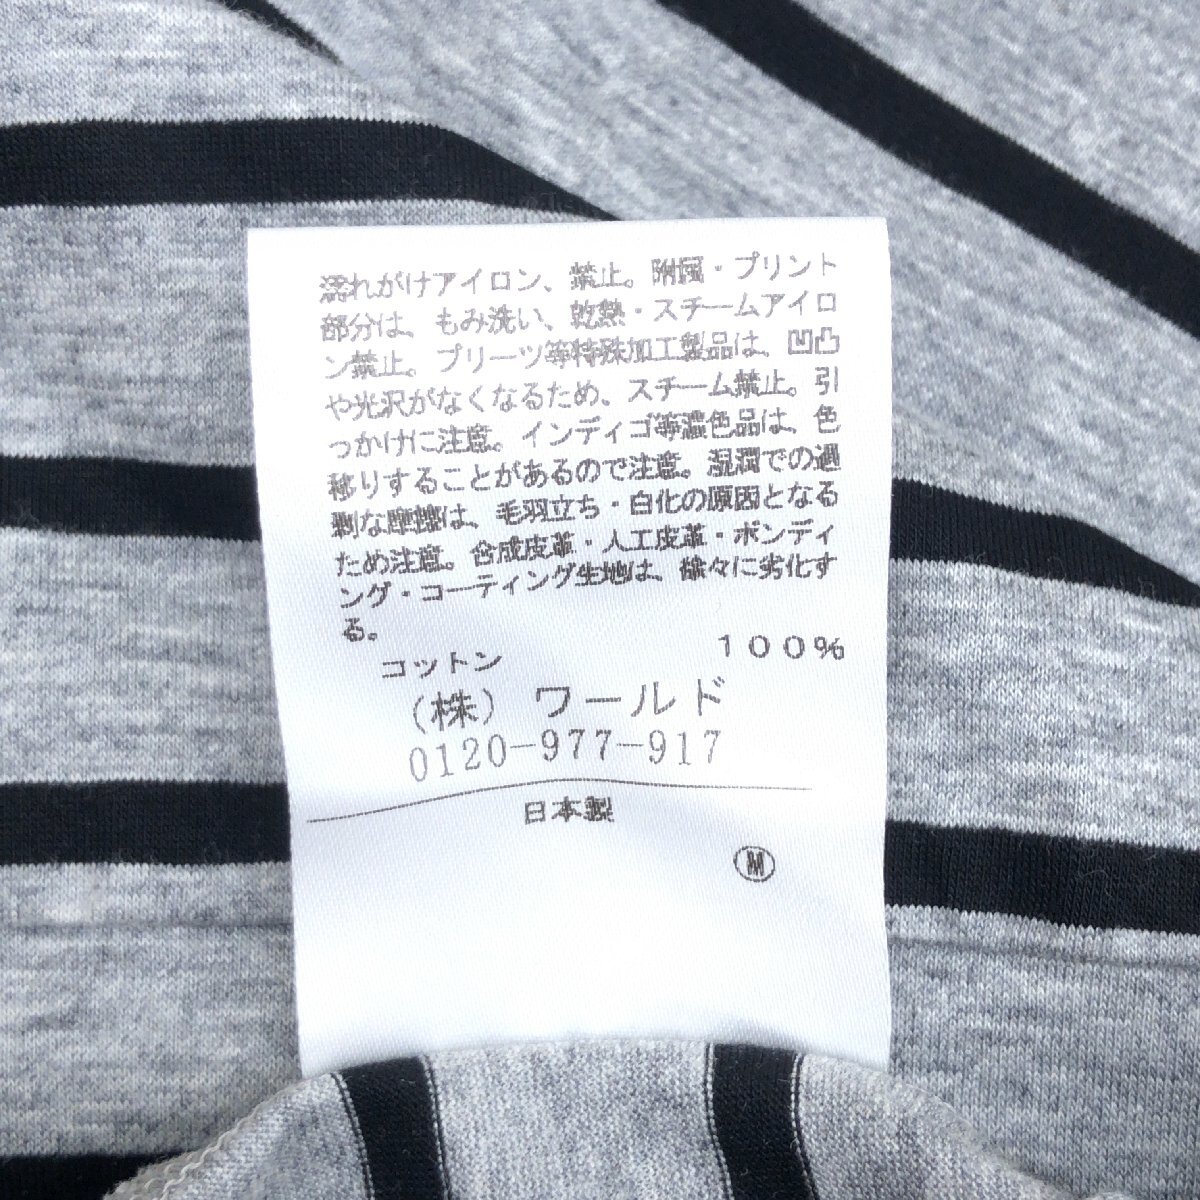 濡れがけアイロン、禁止。附属・プリント
部分は、もみ洗い、乾熱・スチームアイロ
ン禁止。プリーツ等特殊加工製品は、凹凸
や光沢がなくなるため、スチーム禁止。引
っかけに注意。インディゴ等濃色品は、色
移りすることがあるので注意。湿潤での過
剰な摩擦は、毛羽立ち・白化の原因となる
ため注意。合成皮革・人工皮革・ボンディ
ング・コーティング生地は、徐々に劣化す
る。
コットン 100%
(株) ワールド
0120-977-917
日本製
M